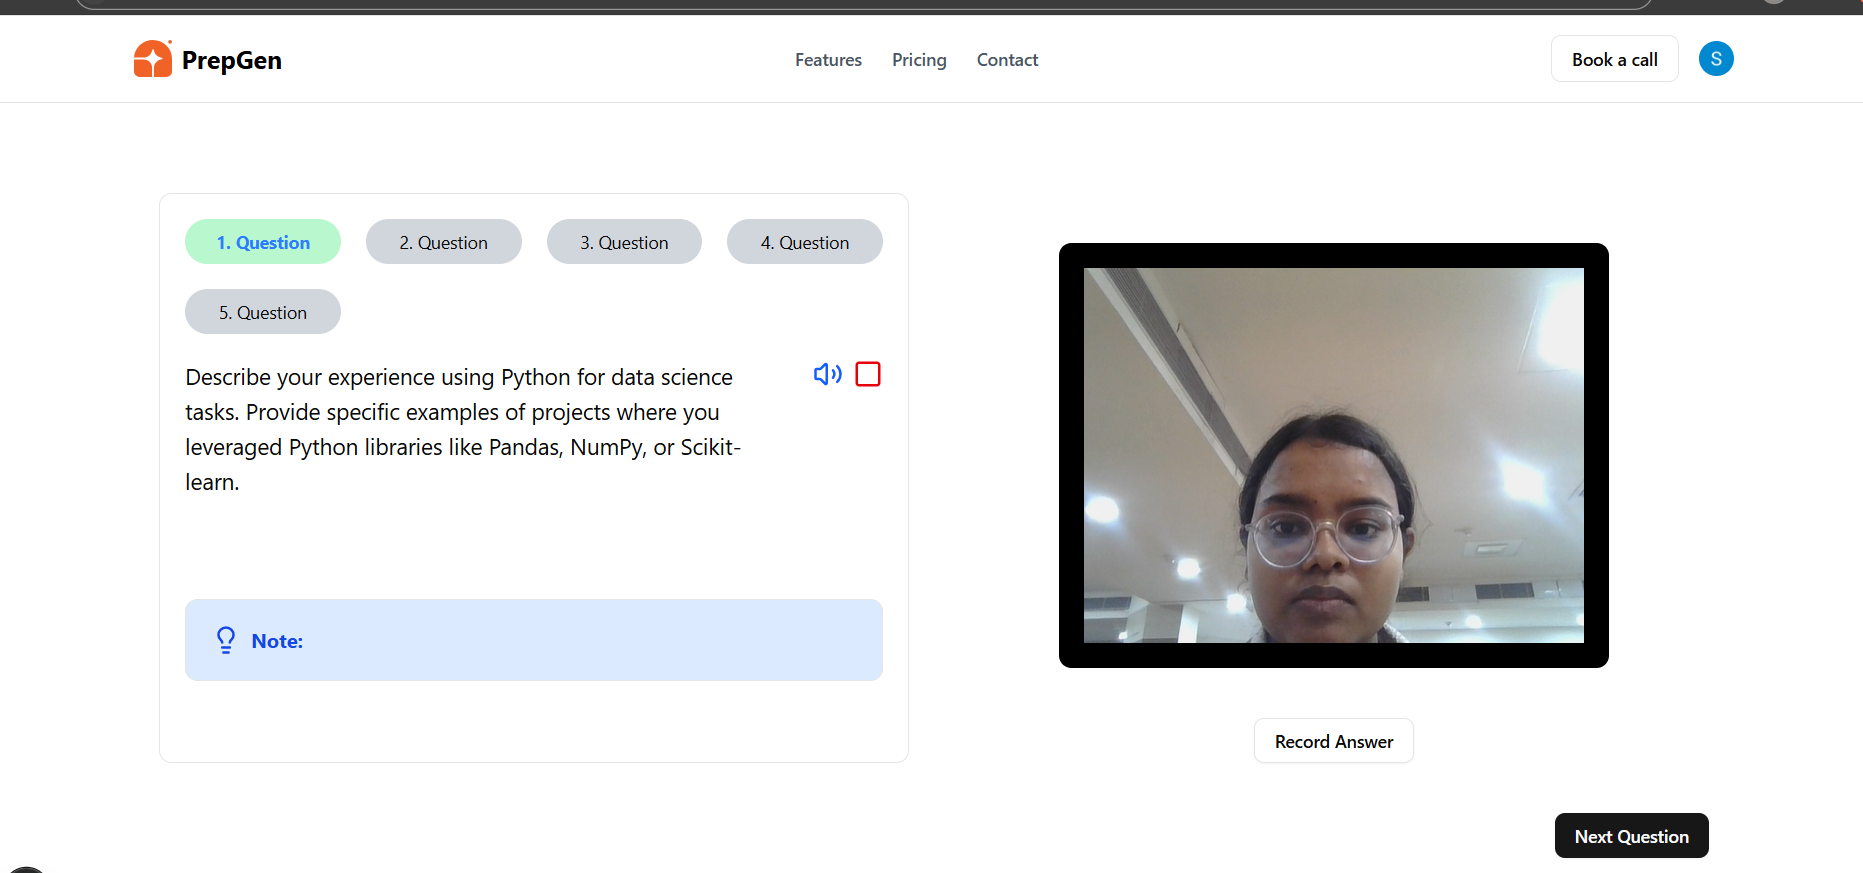 PrepGen
Features
Pricing
Contact
Book a call
S
1. Question
2. Question
3. Question
4. Question
5. Question
Describe your experience using Python for data science
tasks. Provide specific examples of projects where you
leveraged Python libraries like Pandas, NumPy, or Scikit-
learn.
Note:
Record Answer
Next Question